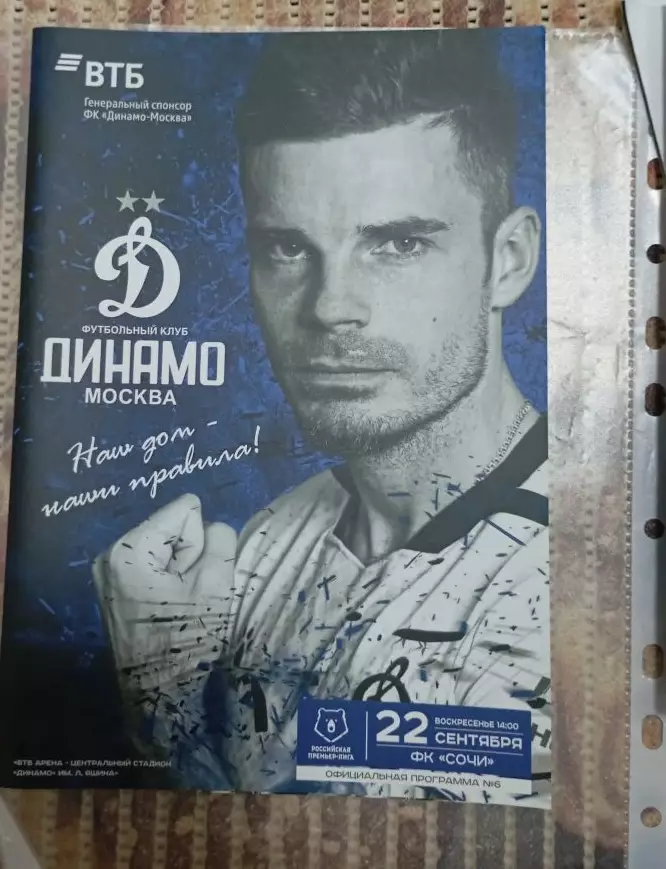 ВТБ
Генеральный спонсор
ФК «Динамо-Москва»
ФУТБОЛЬНЫЙ КЛУБ
ДИНАМО
МОСКВА
Наш дом -
наши правила!
РОССИЙСКАЯ
ПРЕМЬЕР-ЛИГА
22
ВОСКРЕСЕНЬЕ 14:00
СЕНТЯБРЯ
ФК «СОЧИ»
ОФИЦИАЛЬНАЯ ПРОГРАММА №6
«ВТБ АРЕНА - ЦЕНТРАЛЬНЫЙ СТАДИОН
«ДИНАМО» ИМ. Л. ЯШИНА»